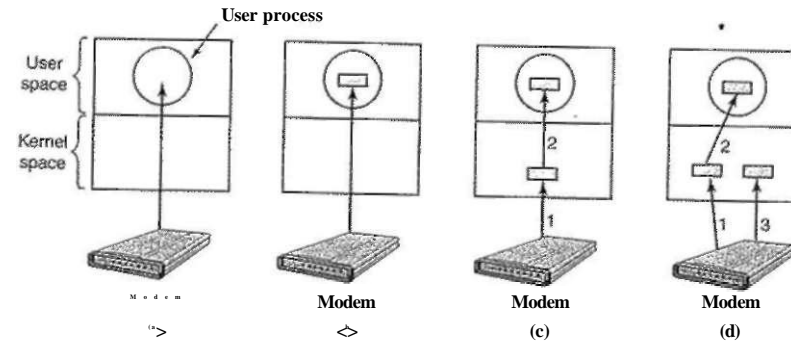 User process
User
space
Kernel
space
2
1
2
1
3
Modem
Modem
Modem
Modem
(c)
(d)